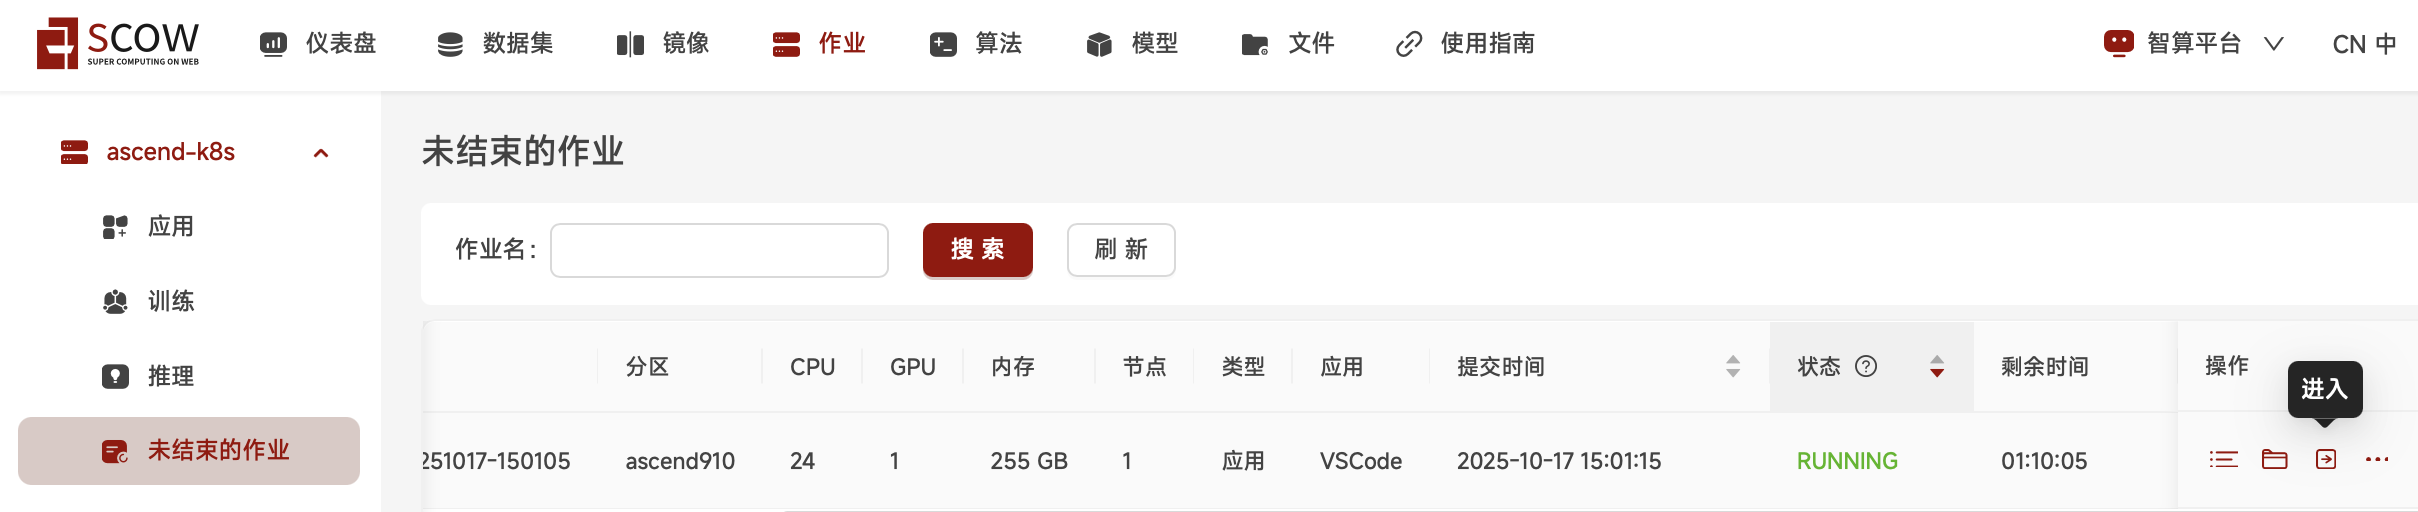 SCOW
SUPER COMPUTING ON WEB
仪表盘 数据集 镜像 作业 算法 模型 文件 使用指南 智算平台 CN 中
ascend-k8s
应用
训练
推理
未结束的作业
未结束的作业
作业名: 搜索 刷新
分区 CPU GPU 内存 节点 类型 应用 提交时间 状态 剩余时间 操作
进入
251017-150105 ascend910 24 1 255 GB 1 应用 VSCode 2025-10-17 15:01:15 RUNNING 01:10:05